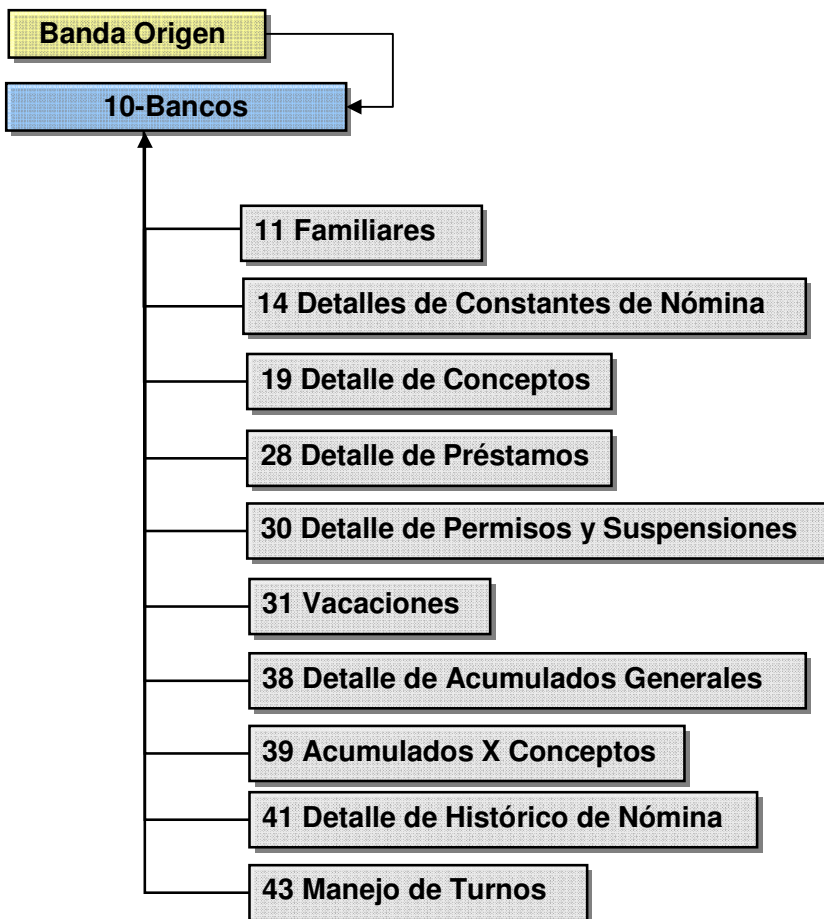 Banda Origen
10-Bancos
11 Familiares
14 Detalles de Constantes de Nómina
19 Detalle de Conceptos
28 Detalle de Préstamos
30 Detalle de Permisos y Suspensiones
31 Vacaciones
38 Detalle de Acumulados Generales
39 Acumulados X Conceptos
41 Detalle de Histórico de Nómina
43 Manejo de Turnos